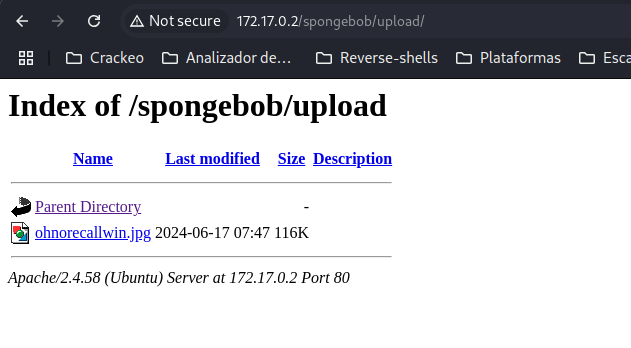 Not secure 172.17.0.2/spongebob/upload/
Crackeo Analizador de… Reverse-shells Plataformas Esca
Index of /spongebob/upload
Name Last modified Size Description
Parent Directory -
ohnorecallwin.jpg 2024-06-17 07:47 116K
Apache/2.4.58 (Ubuntu) Server at 172.17.0.2 Port 80